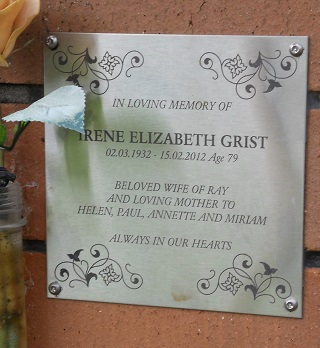 IN LOVING MEMORY OF
IRENE ELIZABETH GRIST
02.03.1932 - 15.02.2012 Age 79
BELOVED WIFE OF RAY
AND LOVING MOTHER TO
HELEN, PAUL, ANNETTE AND MIRIAM
ALWAYS IN OUR HEARTS